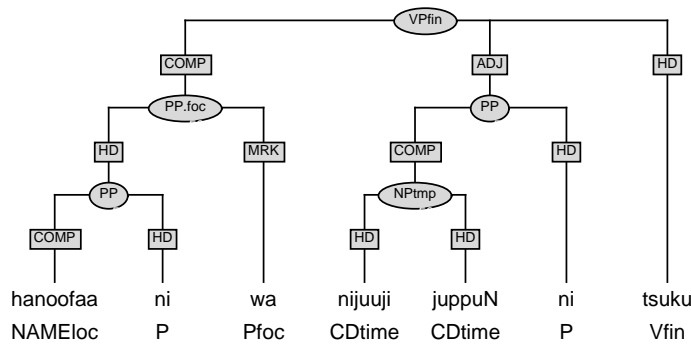 VPfin
COMP ADJ HD
PP.foc PP
HD MRK COMP HD
PP NPtmp
COMP HD HD HD
hanoofaa ni wa nijuuji juppuN ni tsuku
NAMEloc P Pfoc CDtime CDtime P Vfin